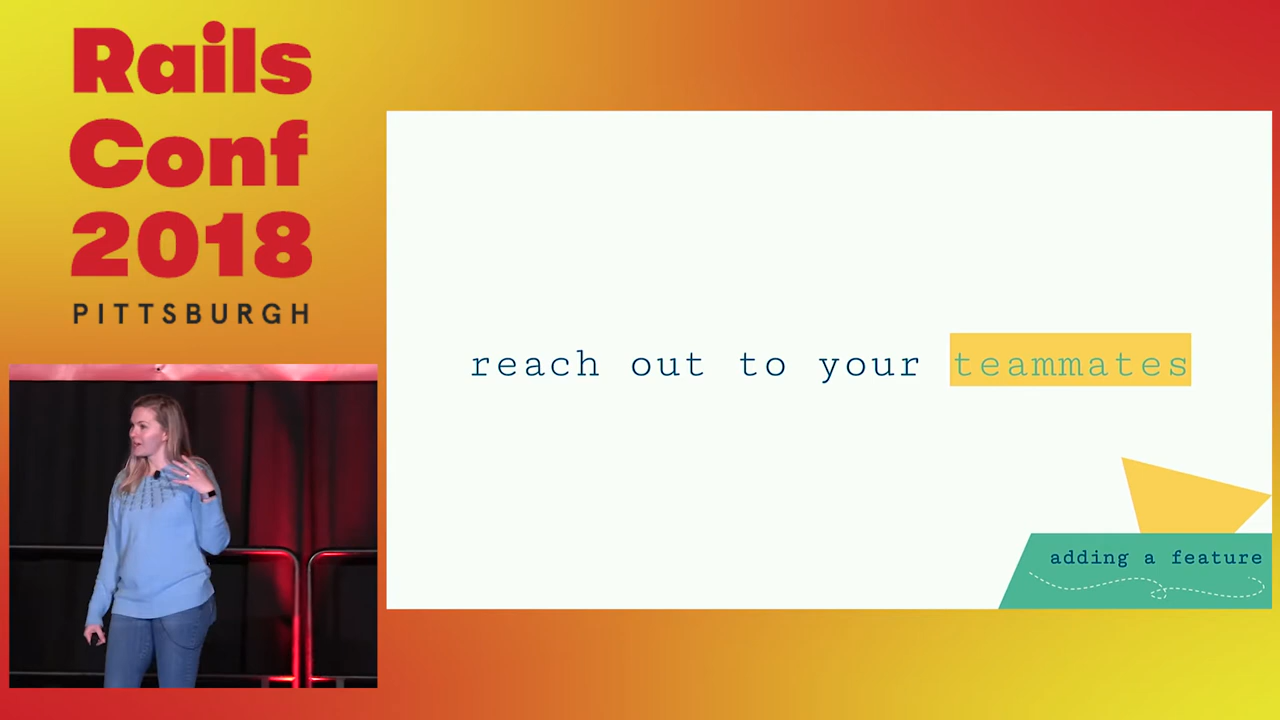 Rails
Conf
2018
PITTSBURGH
reach out to your teammates
adding a feature